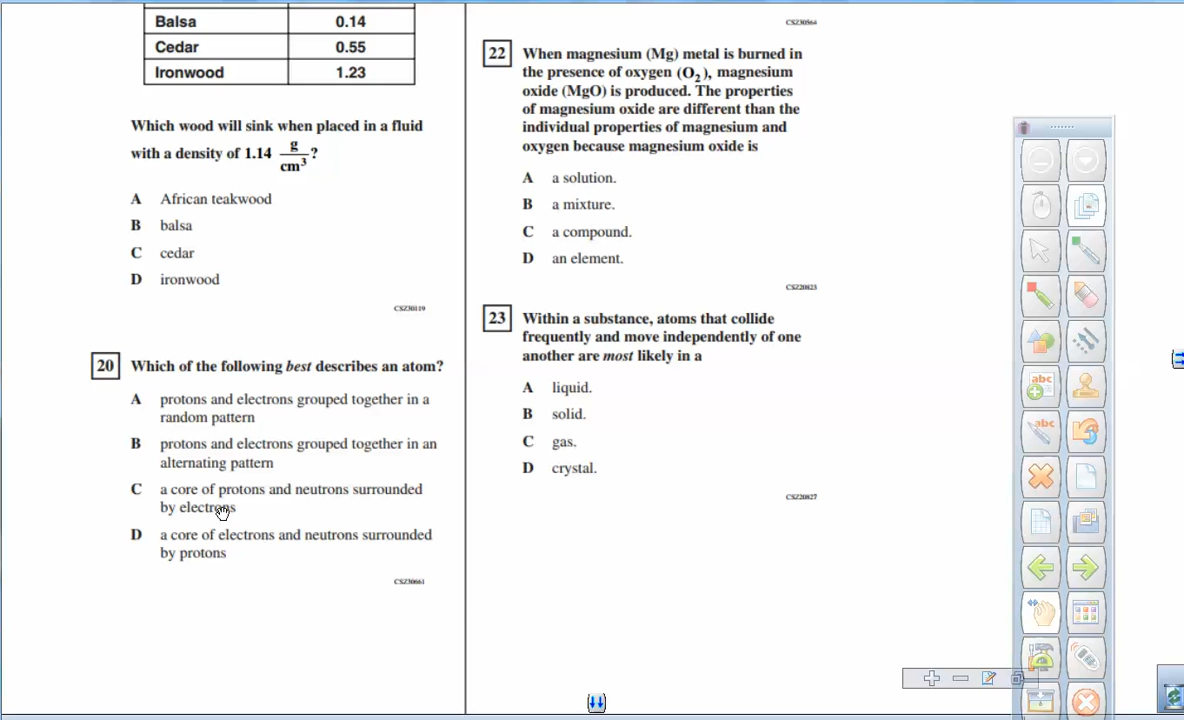 Balsa 0.14
Cedar 0.55
Ironwood 1.23
Which wood will sink when placed in a fluid
with a density of 1.14 g/cm³?
A African teakwood
B balsa
C cedar
D ironwood
CSZ30119
20 Which of the following best describes an atom?
A protons and electrons grouped together in a
random pattern
B protons and electrons grouped together in an
alternating pattern
C a core of protons and neutrons surrounded
by electrons
D a core of electrons and neutrons surrounded
by protons
CSZ30661
CSZ30564
22 When magnesium (Mg) metal is burned in
the presence of oxygen (O₂), magnesium
oxide (MgO) is produced. The properties
of magnesium oxide are different than the
individual properties of magnesium and
oxygen because magnesium oxide is
A a solution.
B a mixture.
C a compound.
D an element.
CSZ20823
23 Within a substance, atoms that collide
frequently and move independently of one
another are most likely in a
A liquid.
B solid.
C gas.
D crystal.
CSZ20827
abc
abc